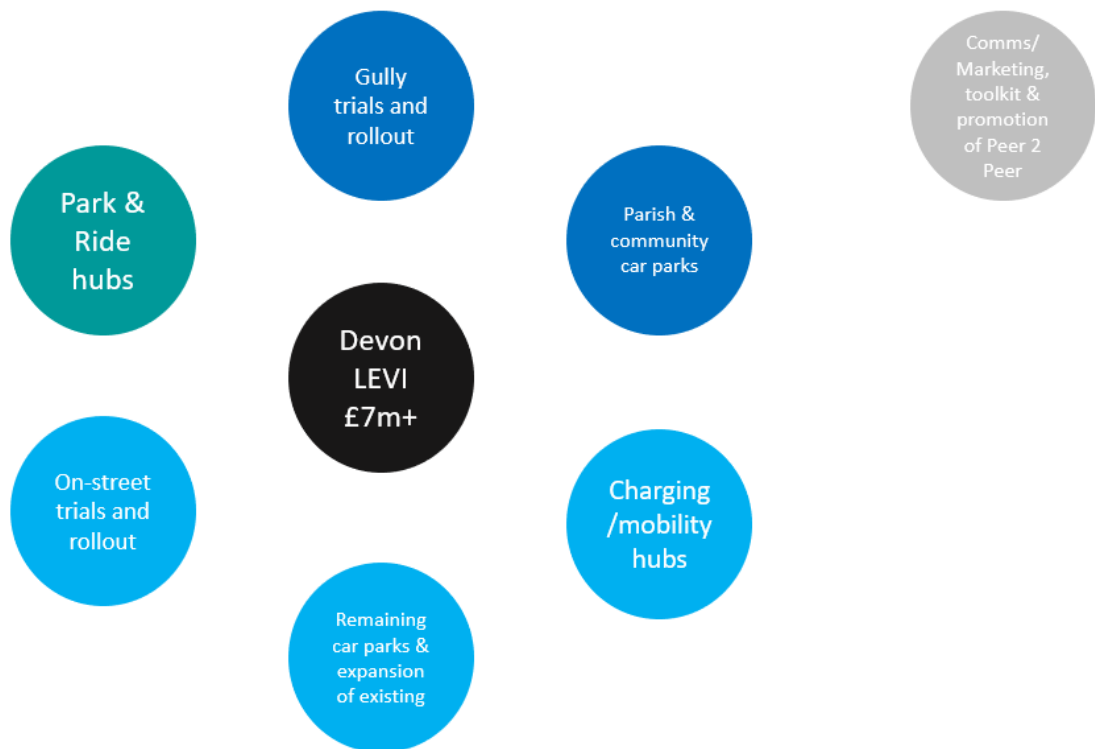 Gully
trials and
rollout
Comms/
Marketing,
toolkit &
promotion
of Peer 2
Peer
Park &
Ride
hubs
Parish &
community
car parks
Devon
LEVI
£7m+
On-street
trials and
rollout
Charging
/mobility
hubs
Remaining
car parks &
expansion
of existing